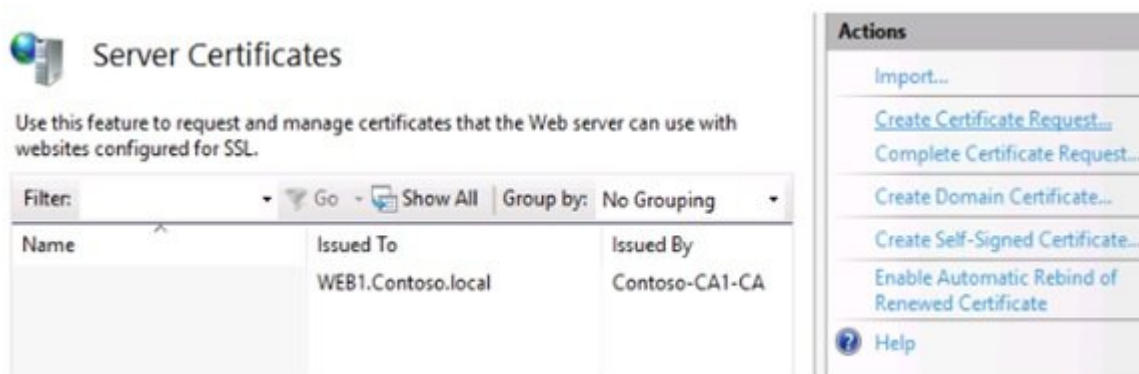 Server Certificates
Use this feature to request and manage certificates that the Web server can use with
websites configured for SSL.
Filter: Go Show All Group by: No Grouping
Name Issued To Issued By
WEB1.Contoso.local Contoso-CA1-CA
Actions
Import...
Create Certificate Request...
Complete Certificate Request...
Create Domain Certificate...
Create Self-Signed Certificate...
Enable Automatic Rebind of
Renewed Certificate
Help